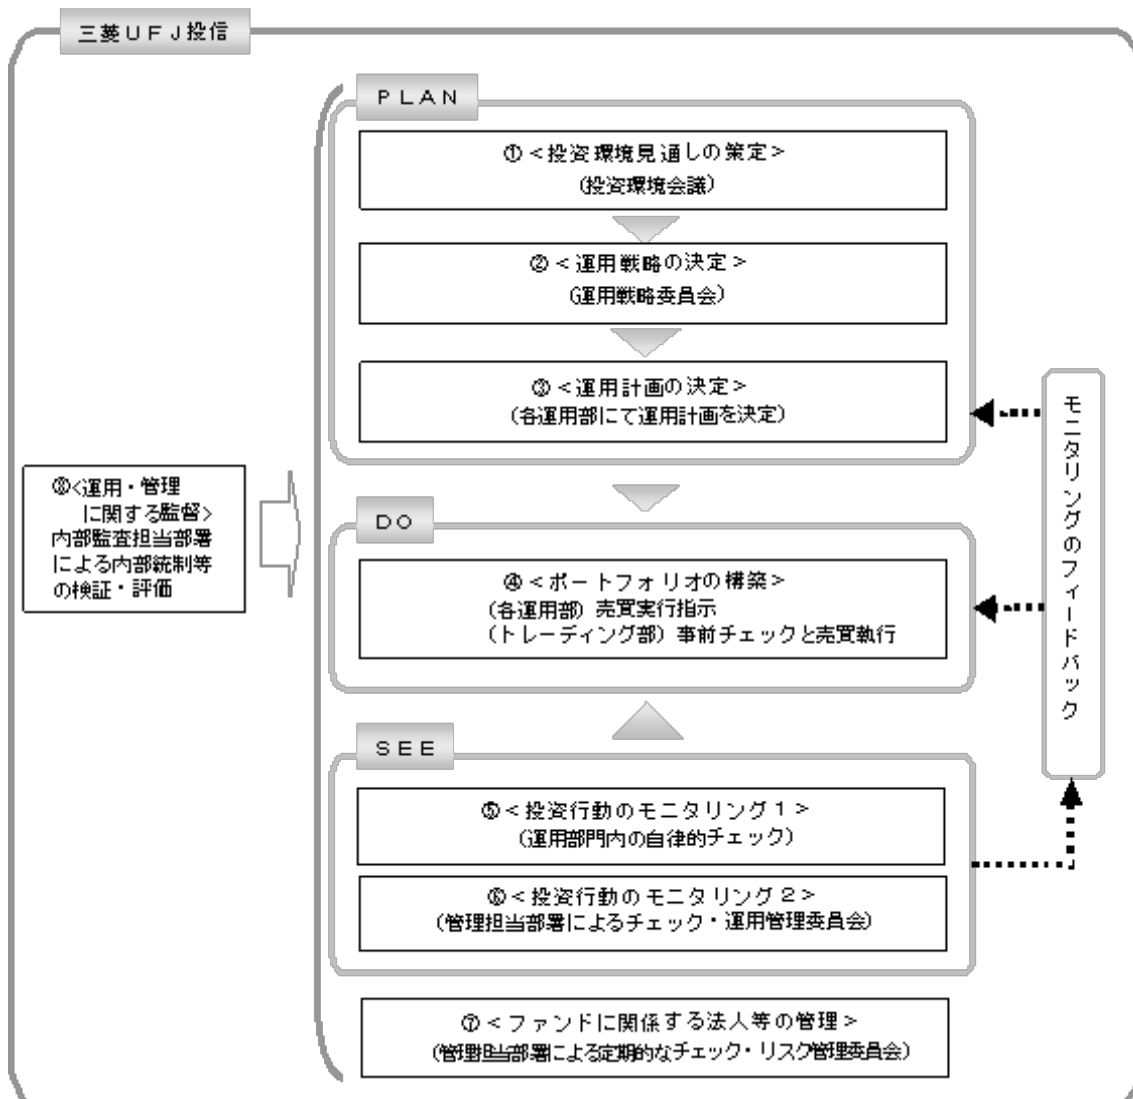 三菱ＵＦＪ投信
ＰＬＡＮ
①＜投資環境見通しの策定＞
（投資環境会議）
②＜運用戦略の決定＞
（運用戦略委員会）
③＜運用計画の決定＞
（各運用部にて運用計画を決定）
モニタリングのフィードバック
⑧＜運用・管理
に関する監督＞
内部監査担当部署
による内部統制等
の検証・評価
ＤＯ
④＜ポートフォリオの構築＞
（各運用部）売買実行指示
（トレーディング部）事前チェックと売買執行
ＳＥＥ
⑤＜投資行動のモニタリング１＞
（運用部門内の自律的チェック）
⑥＜投資行動のモニタリング２＞
（管理担当部署によるチェック・運用管理委員会）
⑦＜ファンドに関係する法人等の管理＞
（管理担当部署による定期的なチェック・リスク管理委員会）